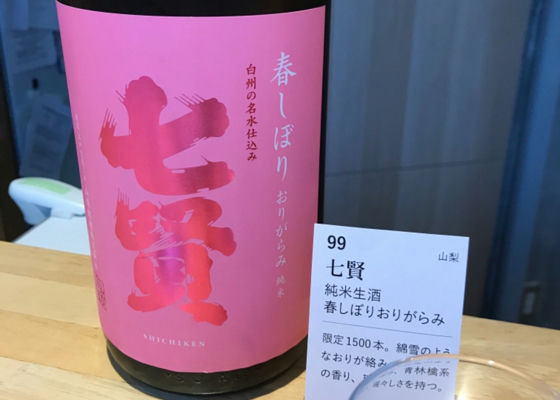 春しぼり おりがらみ 純米
白州の名水仕込み
七賢
SHICHIKEN
99
山梨
七賢
純米生酒
春しぼりおりがらみ
限定1500本。綿雪のよう
なおりが絡み
青林檎系
の香り、
々しさを持つ。